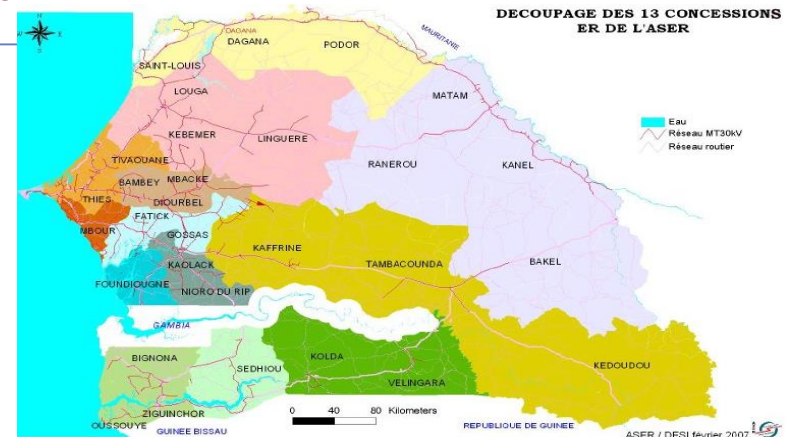 DECOUPAGE DES 13 CONCESSIONS
ER DE L'ASER
N
W
E
S
DAGANA
DAGANA
PODOR
MAURITANIE
SAINT-LOUIS
LOUGA
MATAM
Eau
Réseau MT30kV
Réseau routier
KEBEMER
LINGUERE
TIVAOUANE
RANEROU
KANEL
BAMBEY
MBACKE
THIES
DIOURBEL
FATICK
MBOUR
GOSSAS
KAFFRINE
KAOLACK
TAMBACOUNDA
BAKEL
FOUNDIOUGNE
NIORO DU RIP
GAMBIA
BIGNONA
SEDHIOU
KOLDA
KEDOUDOU
VELINGARA
ZIGUINCHOR
0 40 80 Kilometers
OUSSOUYE
GUINEE BISSAU
REPUBLIQUE DE GUINEE
ASER / DESI février 2007